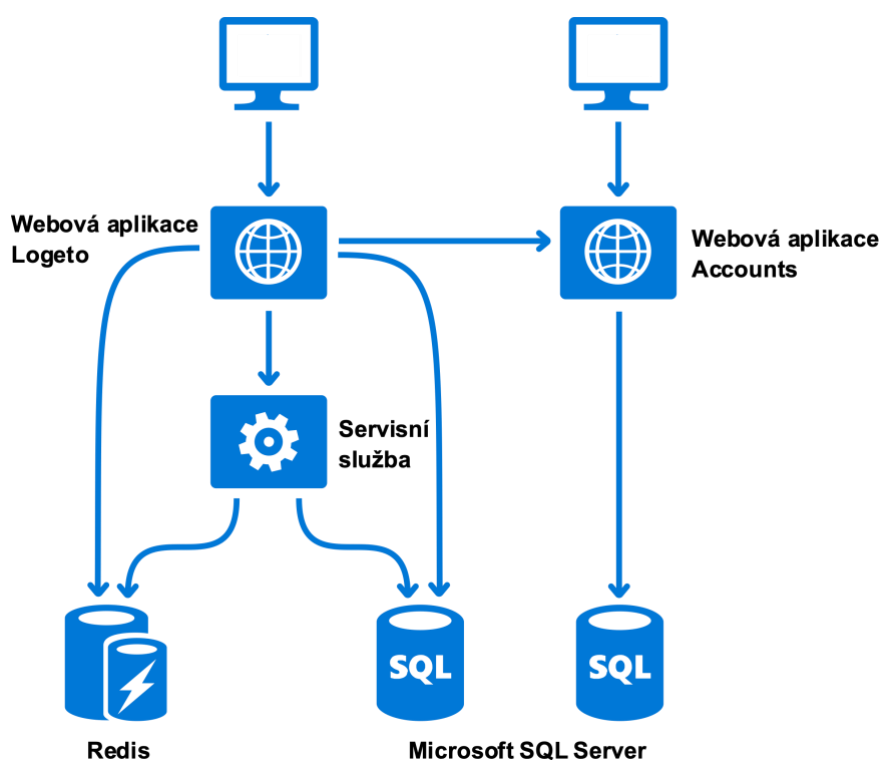 Webová aplikace
Logeto
Webová aplikace
Accounts
Servisní
služba
SQL
SQL
Redis
Microsoft SQL Server